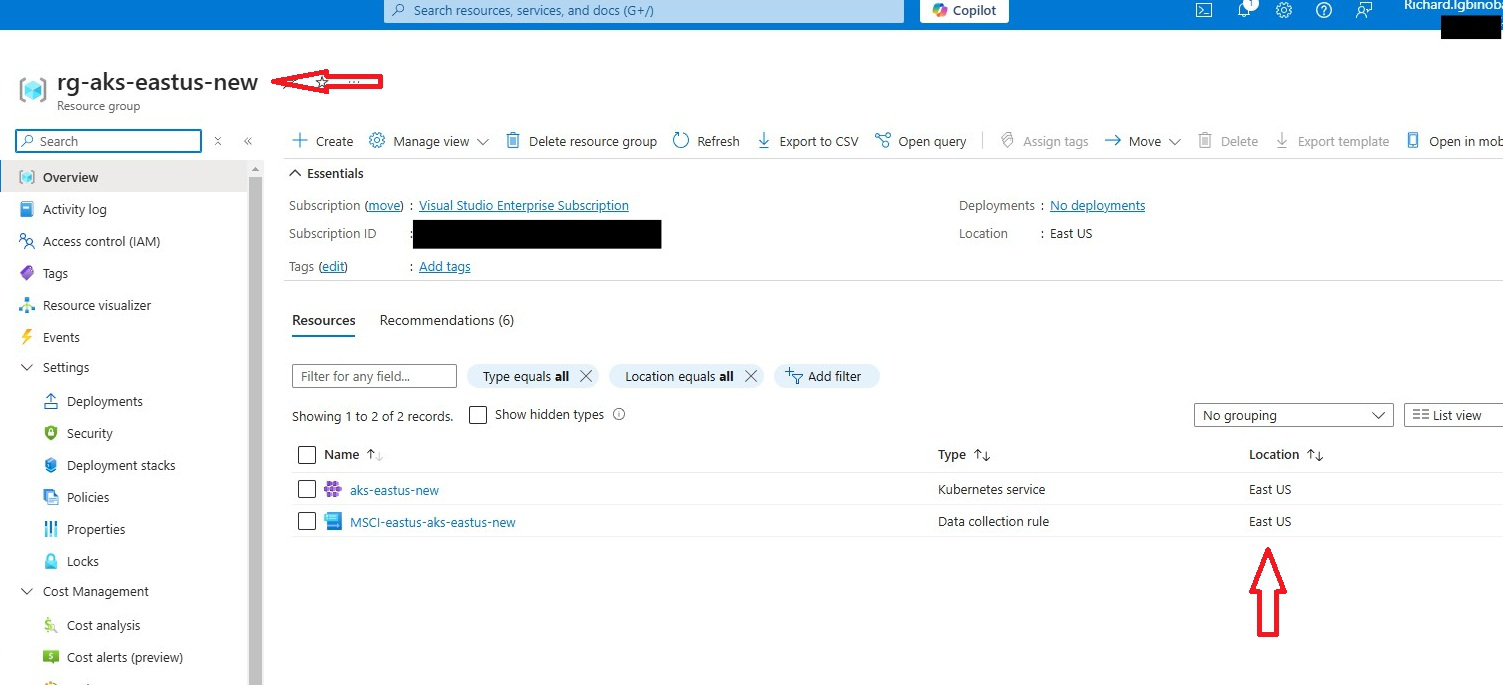 Search resources, services, and docs (G+/)
Copilot
1
rg-aks-eastus-new
Resource group
Search
Create
Manage view
Delete resource group
Refresh
Export to CSV
Open query
Assign tags
Move
Delete
Export template
Open in mob
Overview
Activity log
Access control (IAM)
Tags
Resource visualizer
Events
Settings
Deployments
Security
Deployment stacks
Policies
Properties
Locks
Cost Management
Cost analysis
Cost alerts (preview)
Essentials
Subscription (move) : Visual Studio Enterprise Subscription
Subscription ID :
Tags (edit) : Add tags
Deployments : No deployments
Location : East US
Resources
Recommendations (6)
Filter for any field...
Type equals all
Location equals all
Add filter
Showing 1 to 2 of 2 records.
Show hidden types
No grouping
List view
Name Type Location
aks-eastus-new Kubernetes service East US
MSCI-eastus-aks-eastus-new Data collection rule East US